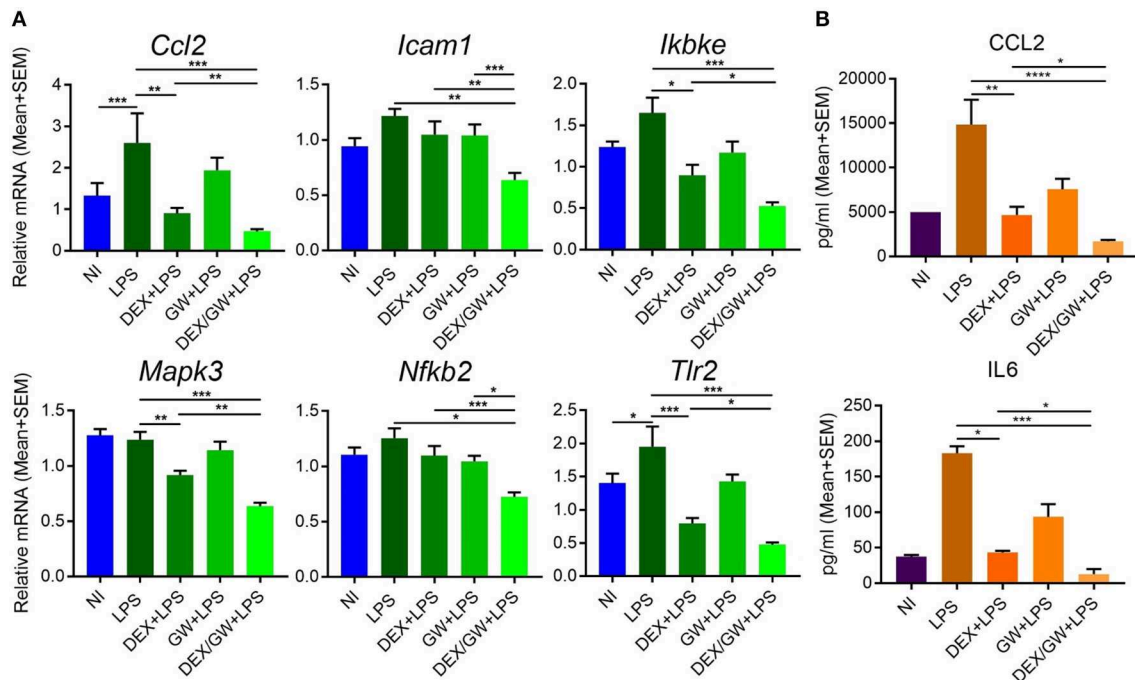 A
Ccl2
Relative mRNA (Mean+SEM)
4
3
2
1
0
***
**
***
**
NI
LPS
DEX+LPS
GW+LPS
DEX/GW+LPS
Icam1
1.5
1.0
0.5
0.0
***
**
**
NI
LPS
DEX+LPS
GW+LPS
DEX/GW+LPS
Ikbke
2.0
1.5
1.0
0.5
0.0
***
*
*
NI
LPS
DEX+LPS
GW+LPS
DEX/GW+LPS
B
CCL2
pg/ml (Mean+SEM)
20000
15000
10000
5000
0
*
****
**
NI
LPS
DEX+LPS
GW+LPS
DEX/GW+LPS
Mapk3
Relative mRNA (Mean+SEM)
1.5
1.0
0.5
0.0
***
**
**
NI
LPS
DEX+LPS
GW+LPS
DEX/GW+LPS
Nfkb2
1.5
1.0
0.5
0.0
*
***
*
NI
LPS
DEX+LPS
GW+LPS
DEX/GW+LPS
Tlr2
2.5
2.0
1.5
1.0
0.5
0.0
***
*
***
*
NI
LPS
DEX+LPS
GW+LPS
DEX/GW+LPS
IL6
pg/ml (Mean+SEM)
250
200
150
100
50
0
*
***
*
NI
LPS
DEX+LPS
GW+LPS
DEX/GW+LPS